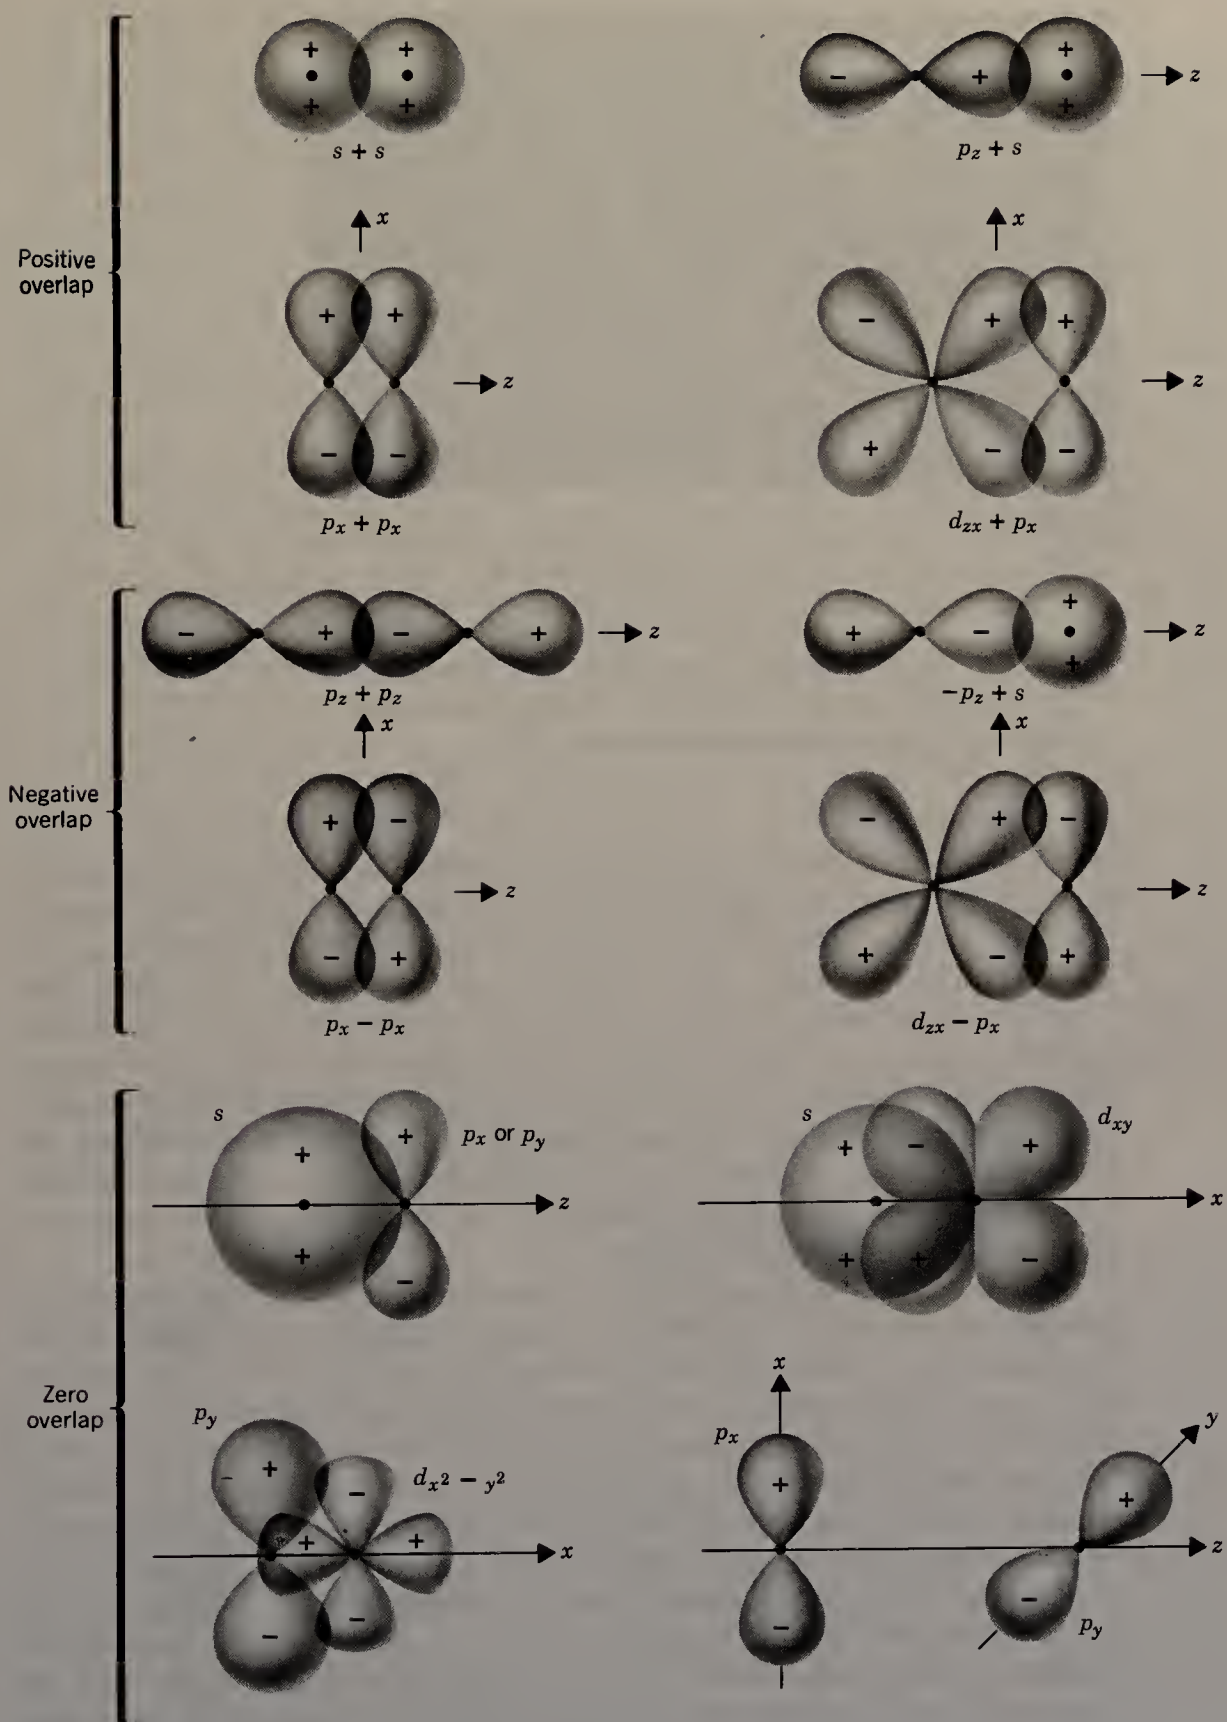 + +
+ +
s + s
− + +
+
z
p_z + s
Positive
overlap
x
+ +
z
− −
p_x + p_x
x
− + +
z
+ − −
d_zx + p_x
Negative
overlap
− + − +
z
p_z + p_z
+ − +
+
z
−p_z + s
x
+ −
z
− +
p_x − p_x
x
− + −
z
+ − +
d_zx − p_x
Zero
overlap
s
+ +
p_x or p_y
z
+ −
s
+ − +
d_xy
x
+ + −
p_y
+ −
d_x² − y²
+ +
x
− −
x
p_x
+
z
−
y
+
−
p_y